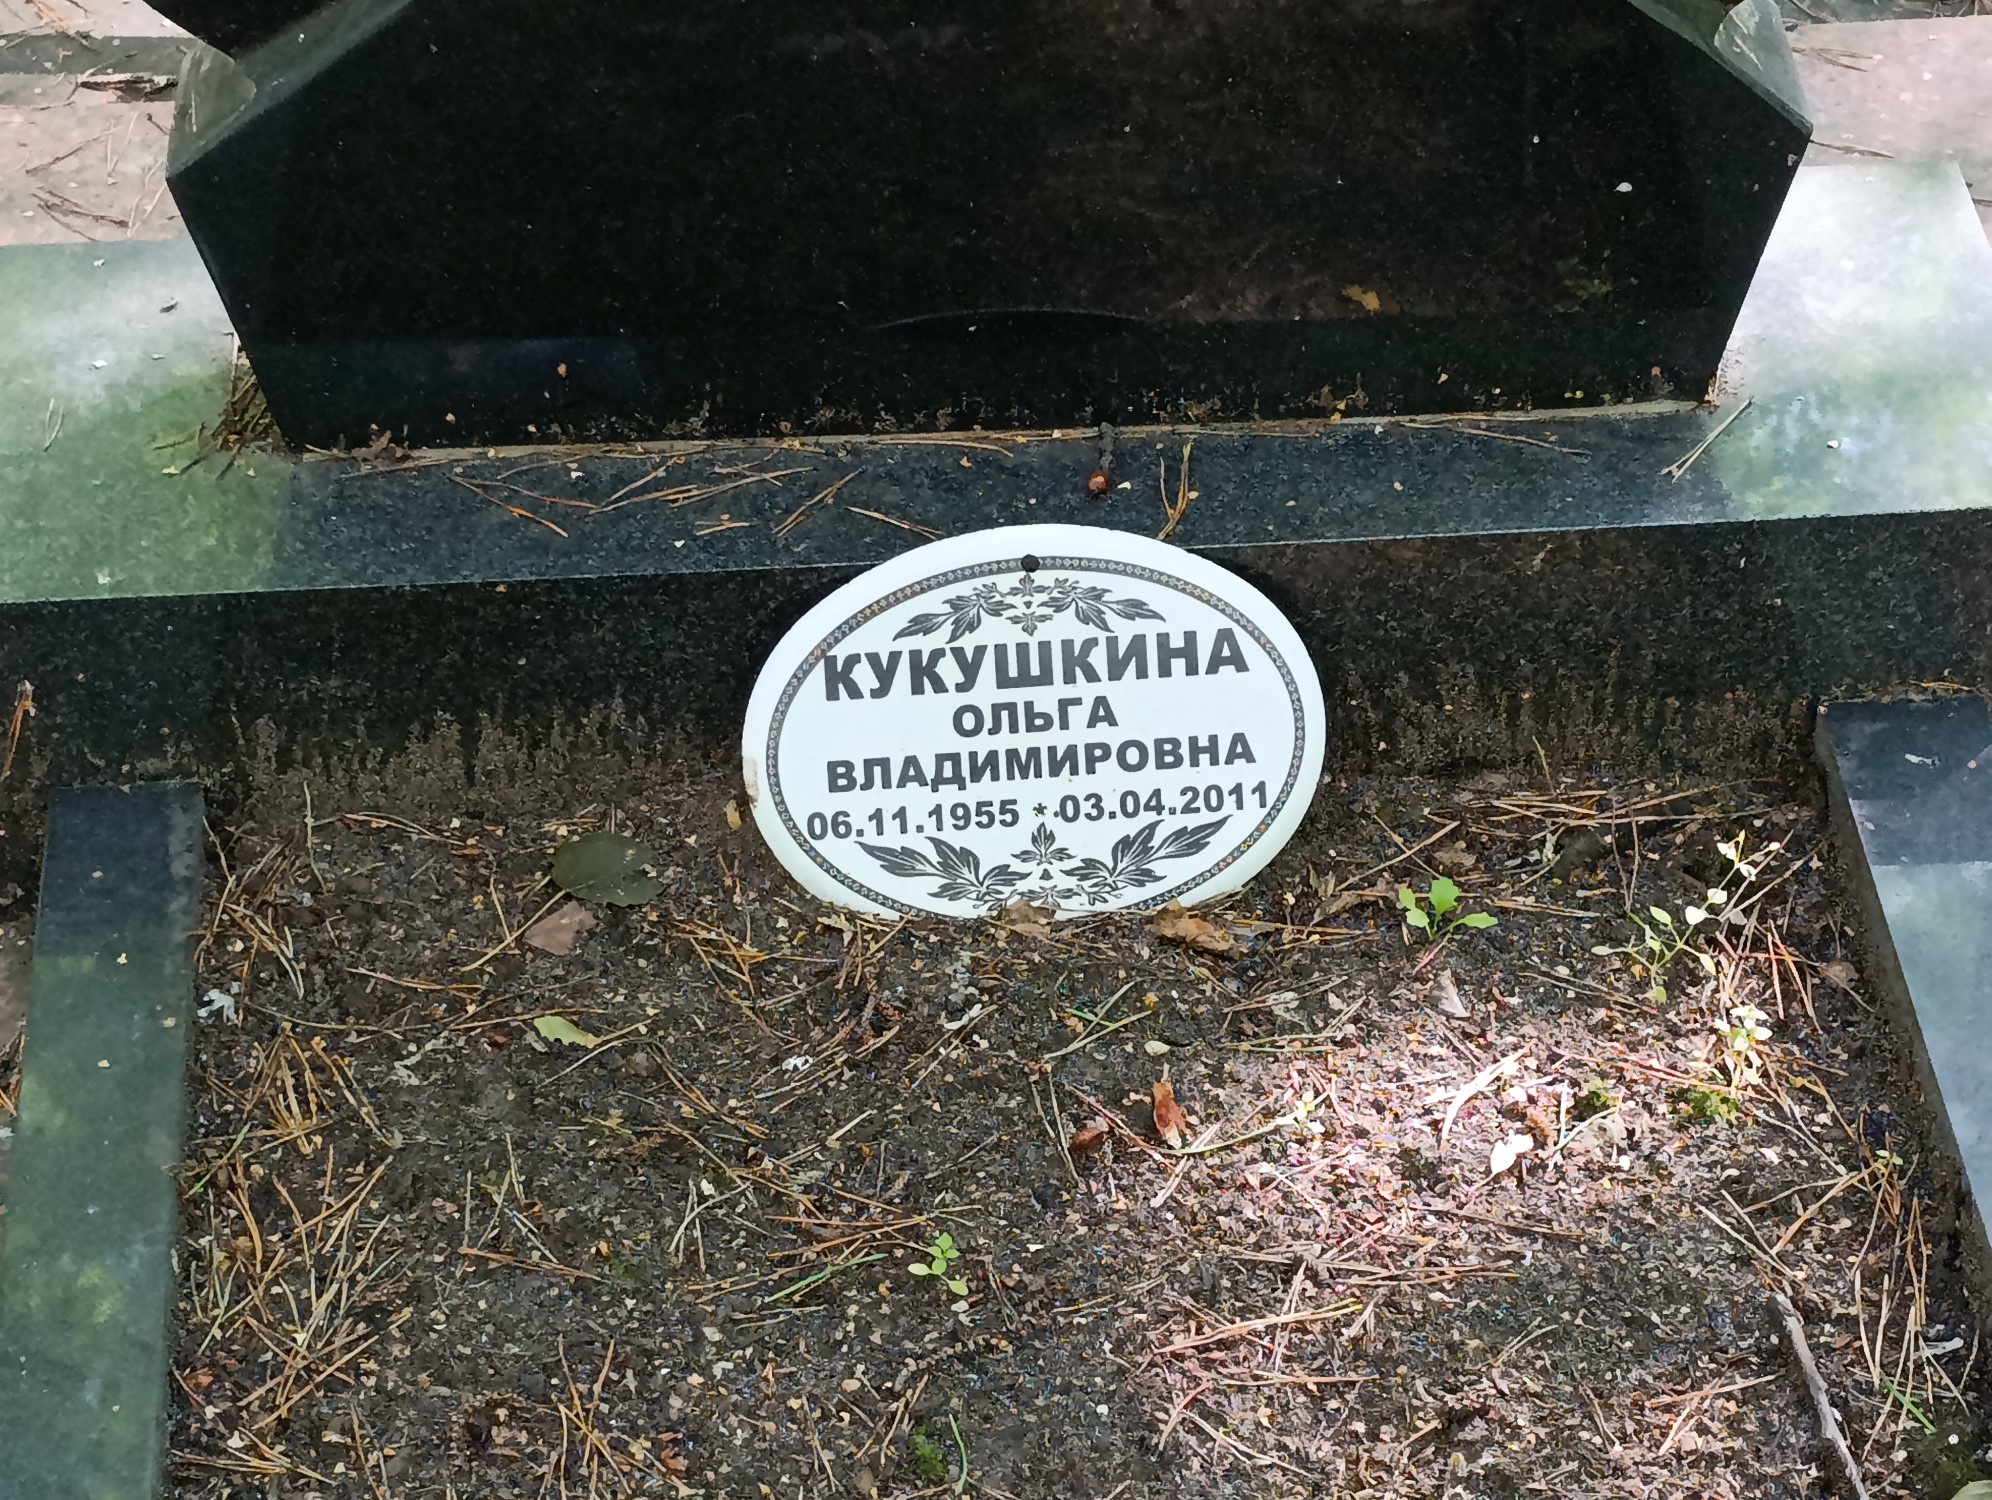 КУКУШКИНА
ОЛЬГА
ВЛАДИМИРОВНА
06.11.1955 * 03.04.2011